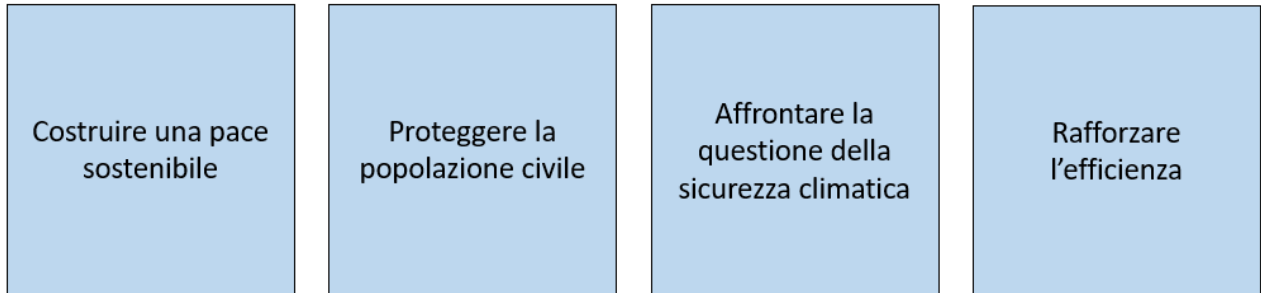 Costruire una pace
sostenibile
Proteggere la
popolazione civile
Affrontare la
questione della
sicurezza climatica
Rafforzare
l’efficienza